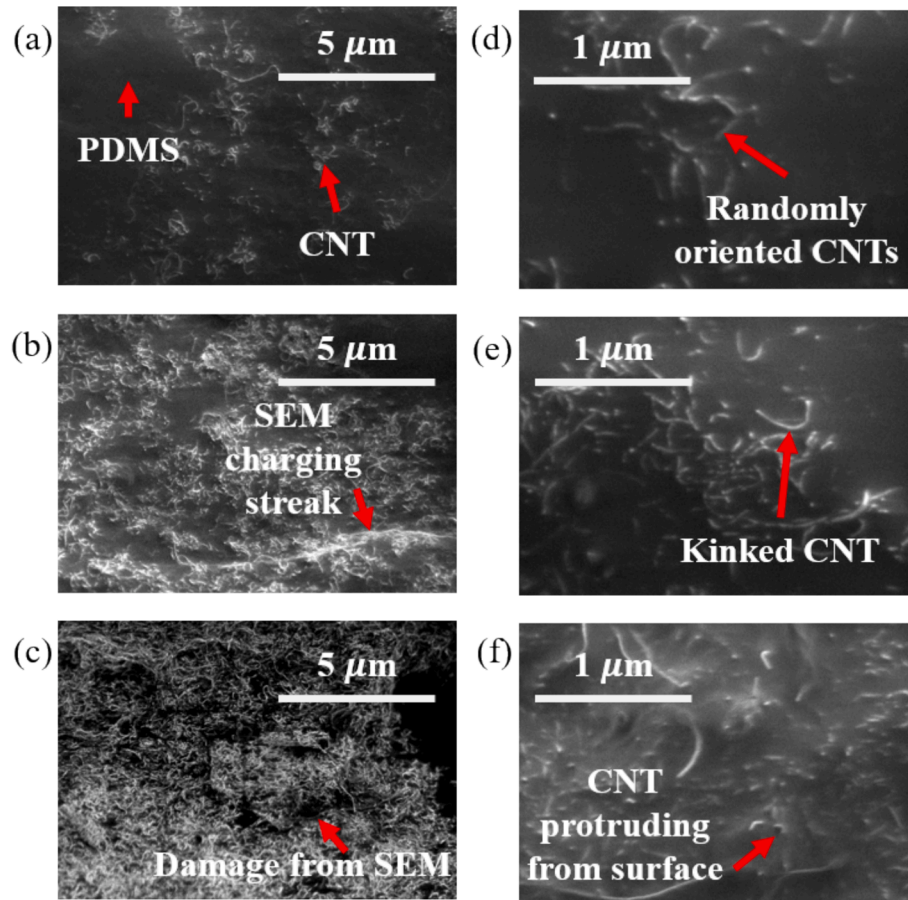 (a)
5 μm
PDMS
CNT
(b)
5 μm
SEM
charging
streak
(c)
5 μm
Damage from SEM
(d)
1 μm
Randomly
oriented CNTs
(e)
1 μm
Kinked CNT
(f)
1 μm
CNT
protruding
from surface